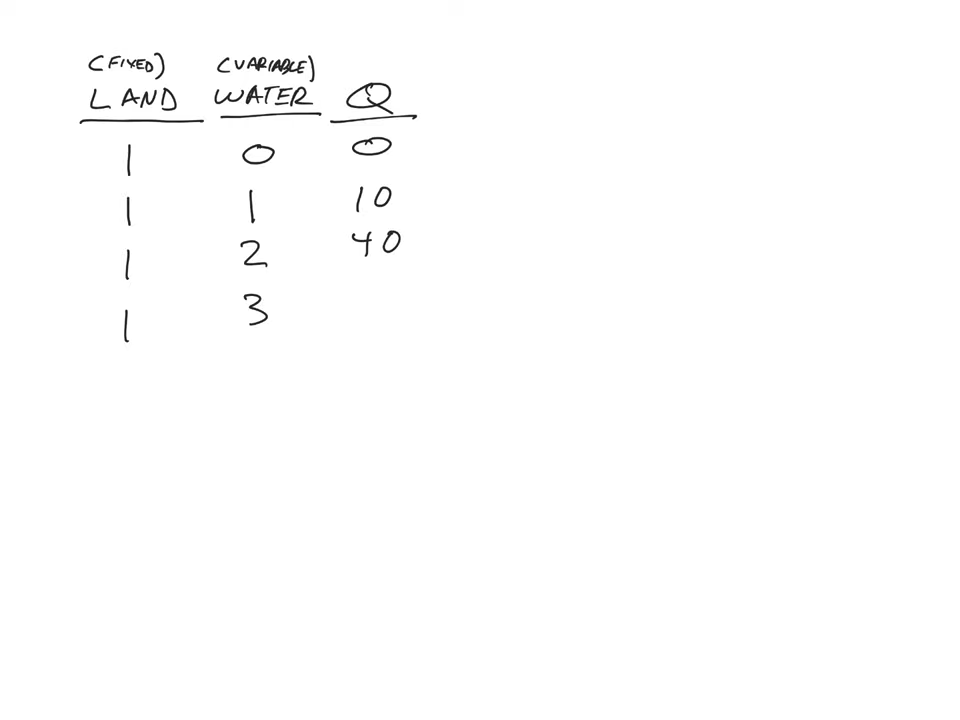 (FIXED) (VARIABLE)
LAND WATER Q
1 0 0
1 1 10
1 2 40
1 3